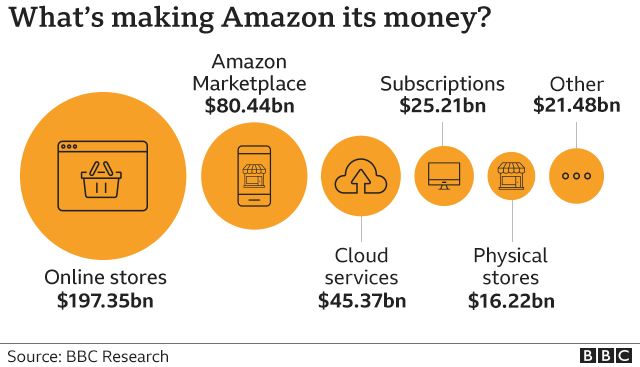 What's making Amazon its money?
Amazon
Marketplace
$80.44bn
Subscriptions
$25.21bn
Other
$21.48bn
Online stores
$197.35bn
Cloud
services
$45.37bn
Physical
stores
$16.22bn
Source: BBC Research
BBC